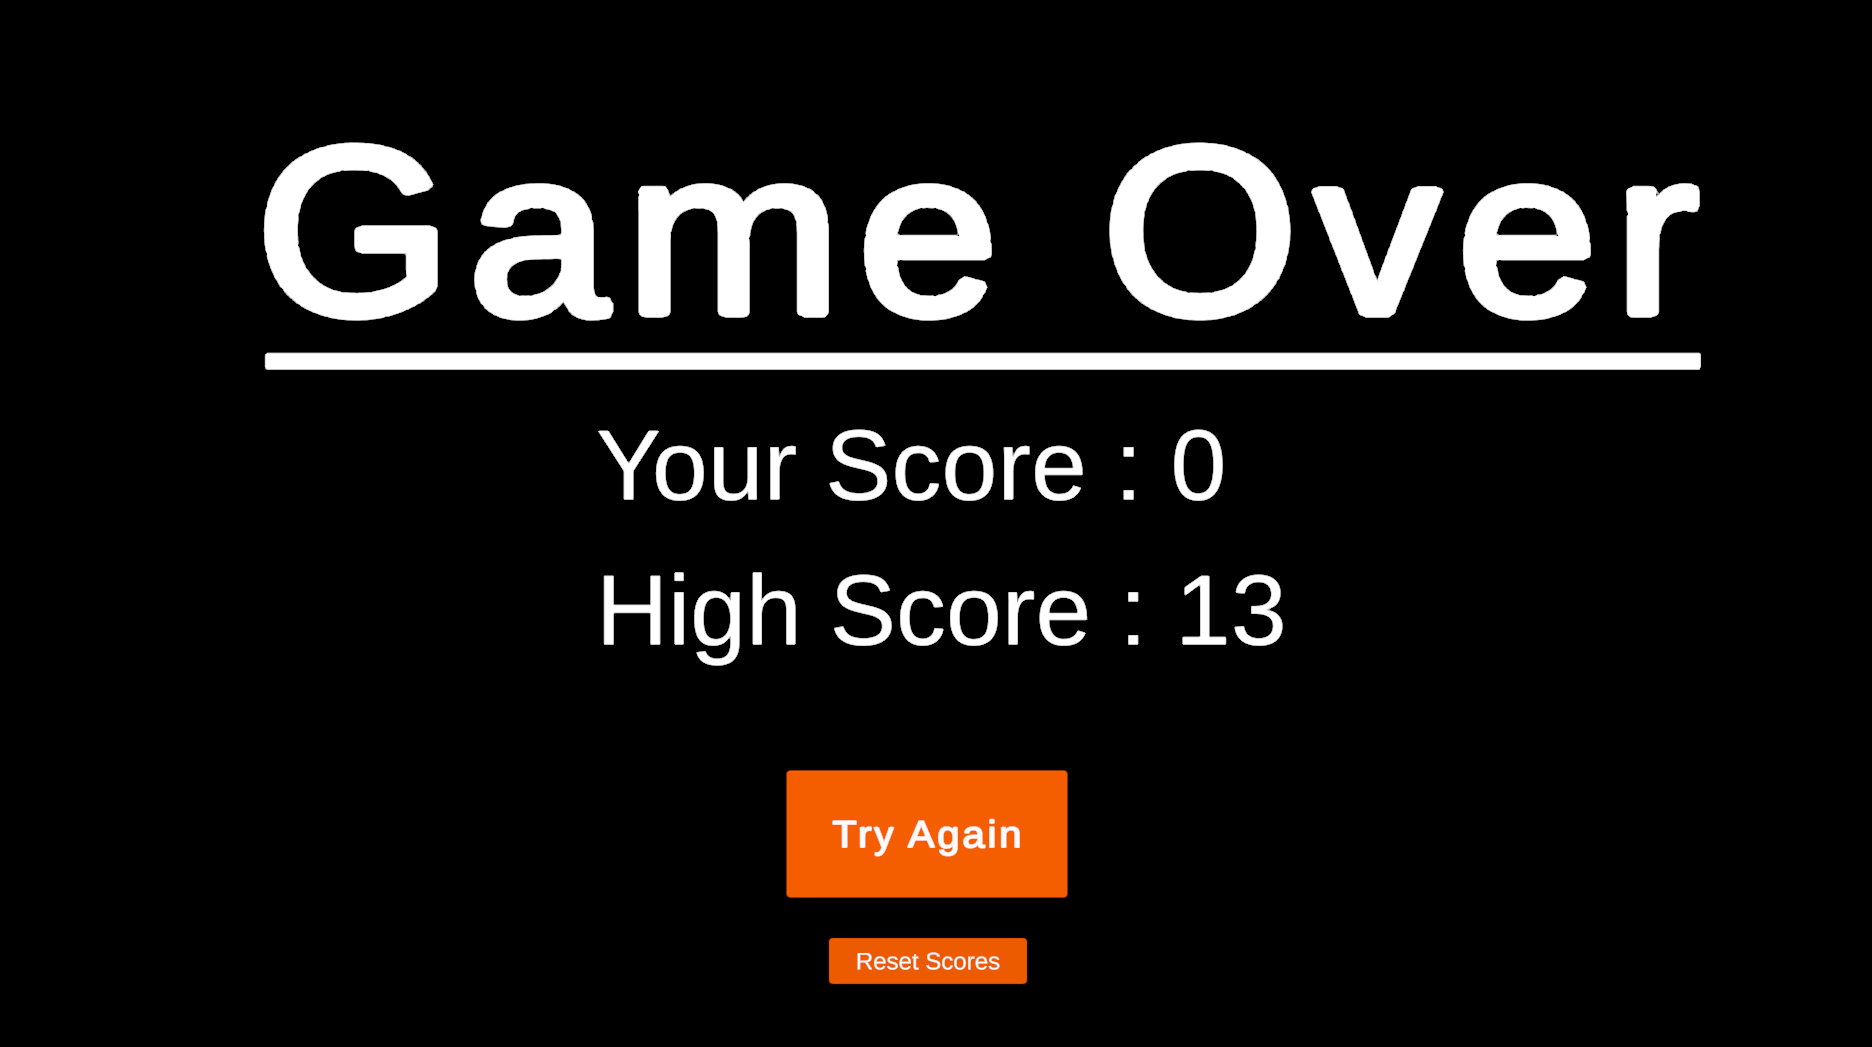 Game Over
Your Score : 0
High Score : 13
Try Again
Reset Scores